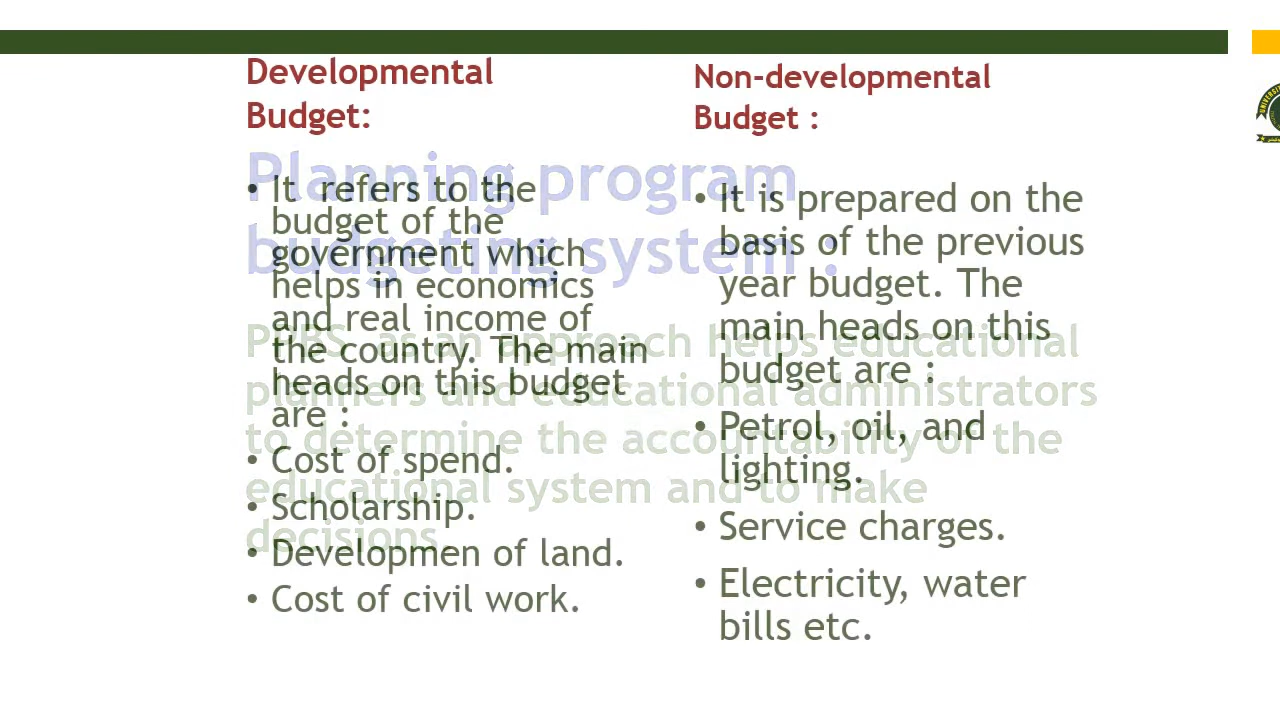 Developmental
Budget:
• It refers to the
budget of the
government which
helps in economics
and real income of
the country. The main
heads on this budget
are :
• Cost of spend.
• Scholarship.
• Developmen of land.
• Cost of civil work.
Non-developmental
Budget :
• It is prepared on the
basis of the previous
year budget. The
main heads on this
budget are :
• Petrol, oil, and
lighting.
• Service charges.
• Electricity, water
bills etc.
Planning program
budgeting system :
PPBS as an approach helps educational
planners and educational administrators
to determine the accountability of the
educational system and to make
decisions.